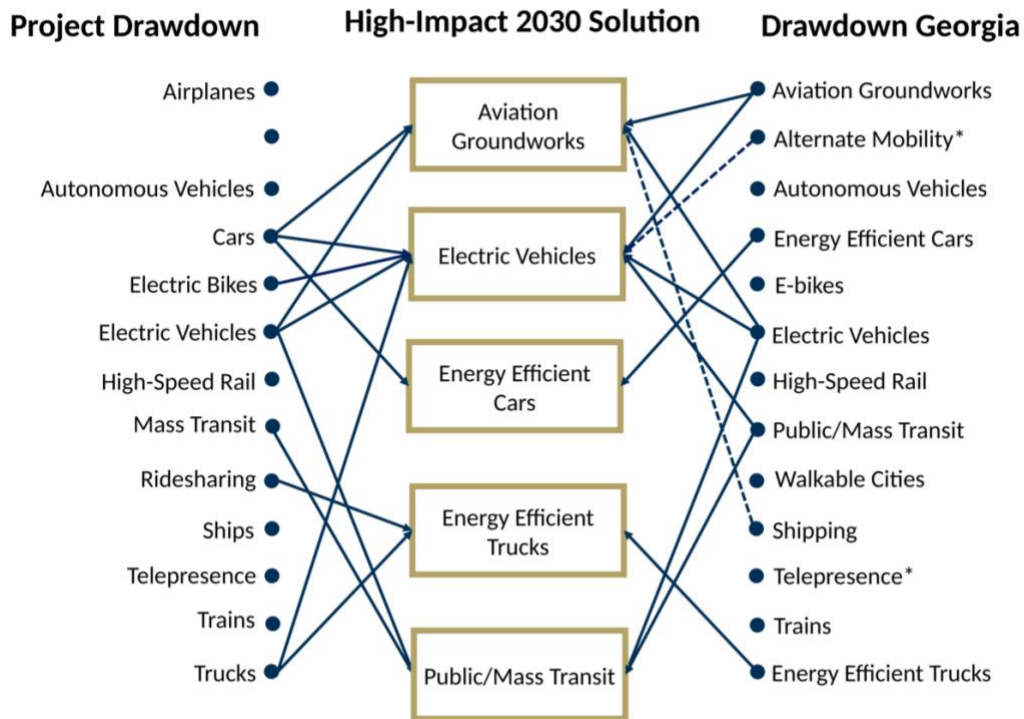 Project Drawdown
High-Impact 2030 Solution
Drawdown Georgia
Airplanes
Autonomous Vehicles
Cars
Electric Bikes
Electric Vehicles
High-Speed Rail
Mass Transit
Ridesharing
Ships
Telepresence
Trains
Trucks
Aviation
Groundworks
Electric Vehicles
Energy Efficient
Cars
Energy Efficient
Trucks
Public/Mass Transit
Aviation Groundworks
Alternate Mobility*
Autonomous Vehicles
Energy Efficient Cars
E-bikes
Electric Vehicles
High-Speed Rail
Public/Mass Transit
Walkable Cities
Shipping
Telepresence*
Trains
Energy Efficient Trucks